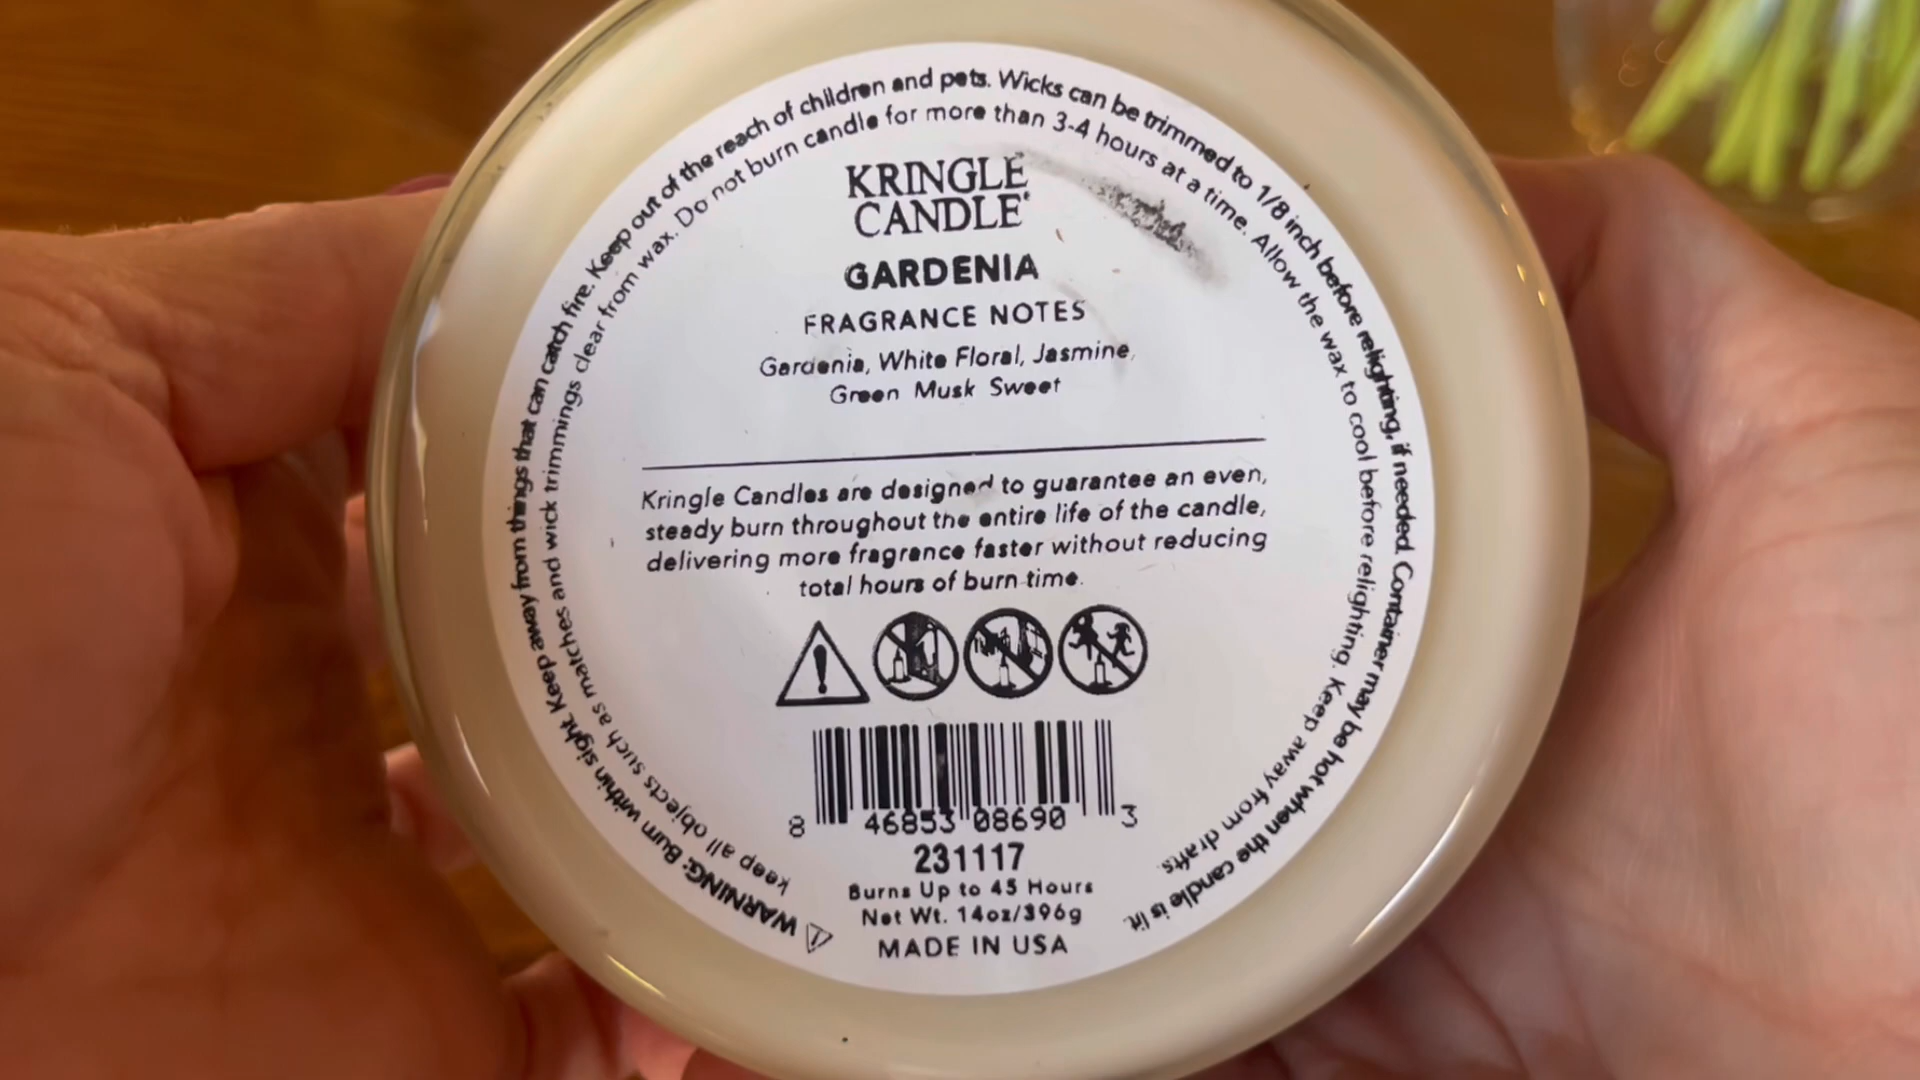 WARNING: Burn within sight. Keep away from things that can catch fire. Keep out of the reach of children and pets. Wicks can be trimmed to 1/8 inch before relighting, if needed. Container may be hot when the candle is lit.
keep all objects such as matches and wick trimmings clear from wax. Do not burn candle for more than 3-4 hours at a time. Allow the wax to cool before relighting. Keep away from drafts.
KRINGLE
CANDLE®
GARDENIA
FRAGRANCE NOTES
Gardenia, White Floral, Jasmine,
Green Musk Sweet
Kringle Candles are designed to guarantee an even,
steady burn throughout the entire life of the candle,
delivering more fragrance faster without reducing
total hours of burn time.
8 46853 08690 3
231117
Burns Up to 45 Hours
Net Wt. 14oz/396g
MADE IN USA